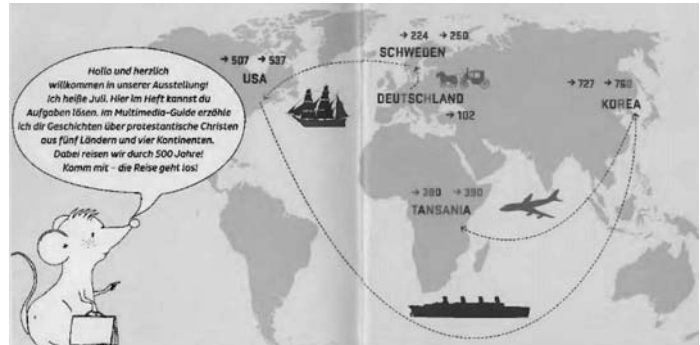 Hallo und herzlich
willkommen in unserer Ausstellung!
Ich heiße Juli. Hier im Heft kannst du
Aufgaben lösen. Im Multimedia-Guide erzähle
ich dir Geschichten über protestantische Christen
aus fünf Ländern und vier Kontinenten.
Dabei reisen wir durch 500 Jahre!
Komm mit – die Reise geht los!
→ 507 → 537
USA
→ 224 → 250
SCHWEDEN
DEUTSCHLAND
→ 102
→ 727 → 760
KOREA
→ 380 → 390
TANSANIA